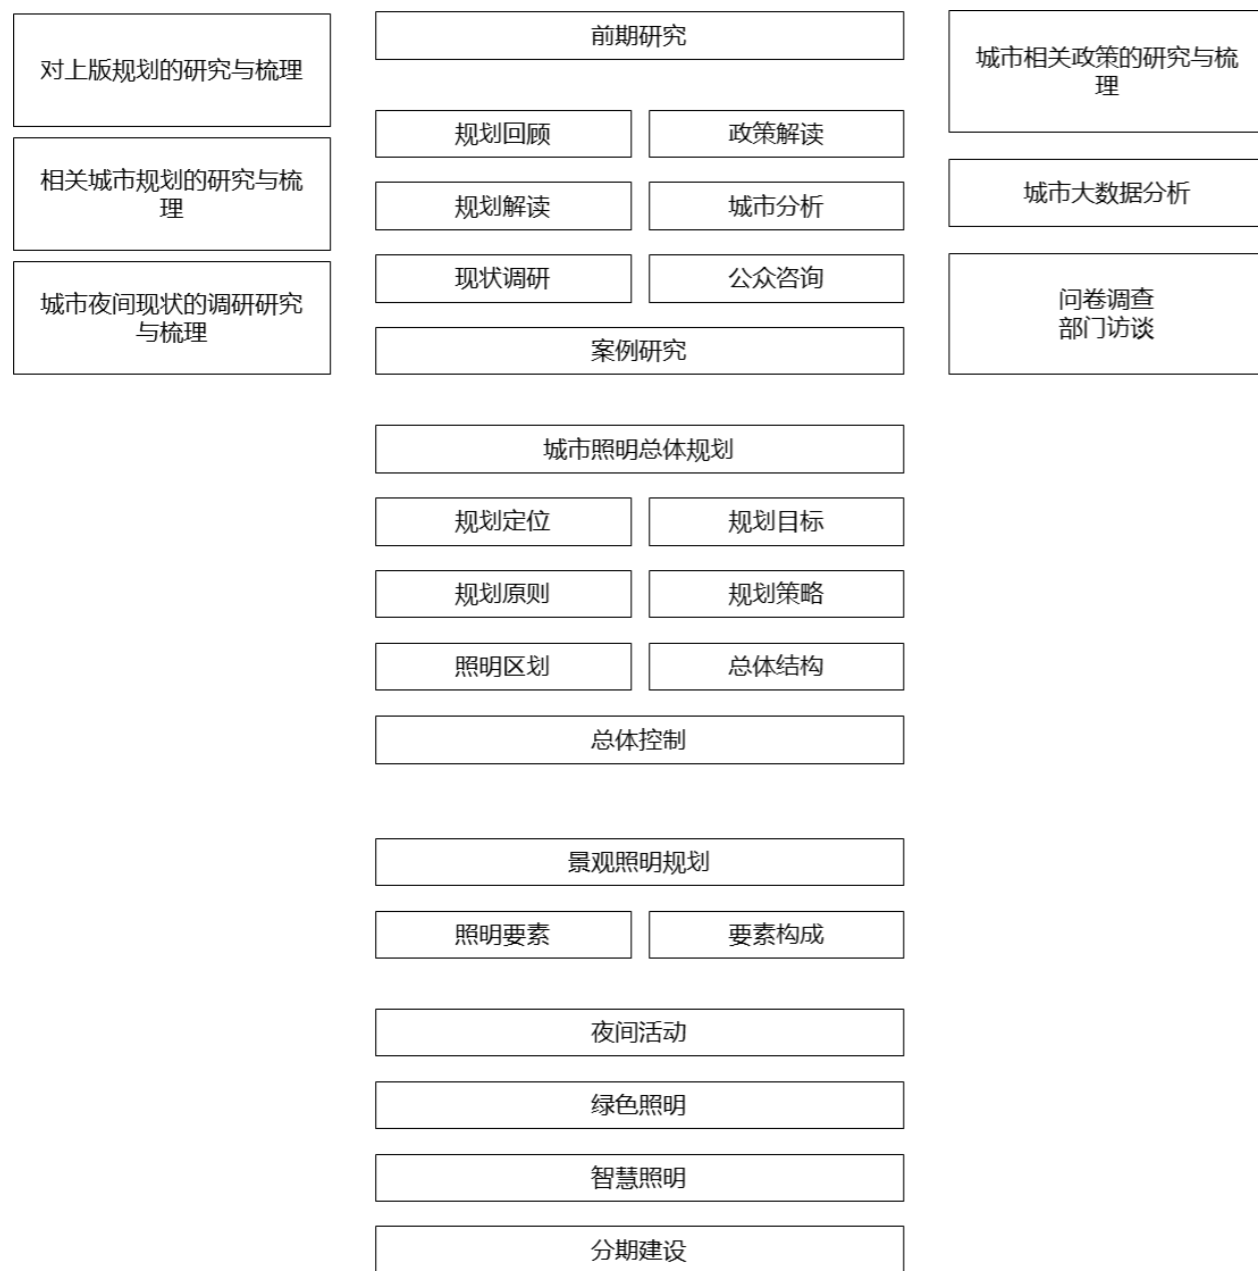 对上版规划的研究与梳理
相关城市规划的研究与梳
理
城市夜间现状的调研研究
与梳理
前期研究
规划回顾
政策解读
规划解读
城市分析
现状调研
公众咨询
案例研究
城市相关政策的研究与梳
理
城市大数据分析
问卷调查
部门访谈
城市照明总体规划
规划定位
规划目标
规划原则
规划策略
照明区划
总体结构
总体控制
景观照明规划
照明要素
要素构成
夜间活动
绿色照明
智慧照明
分期建设